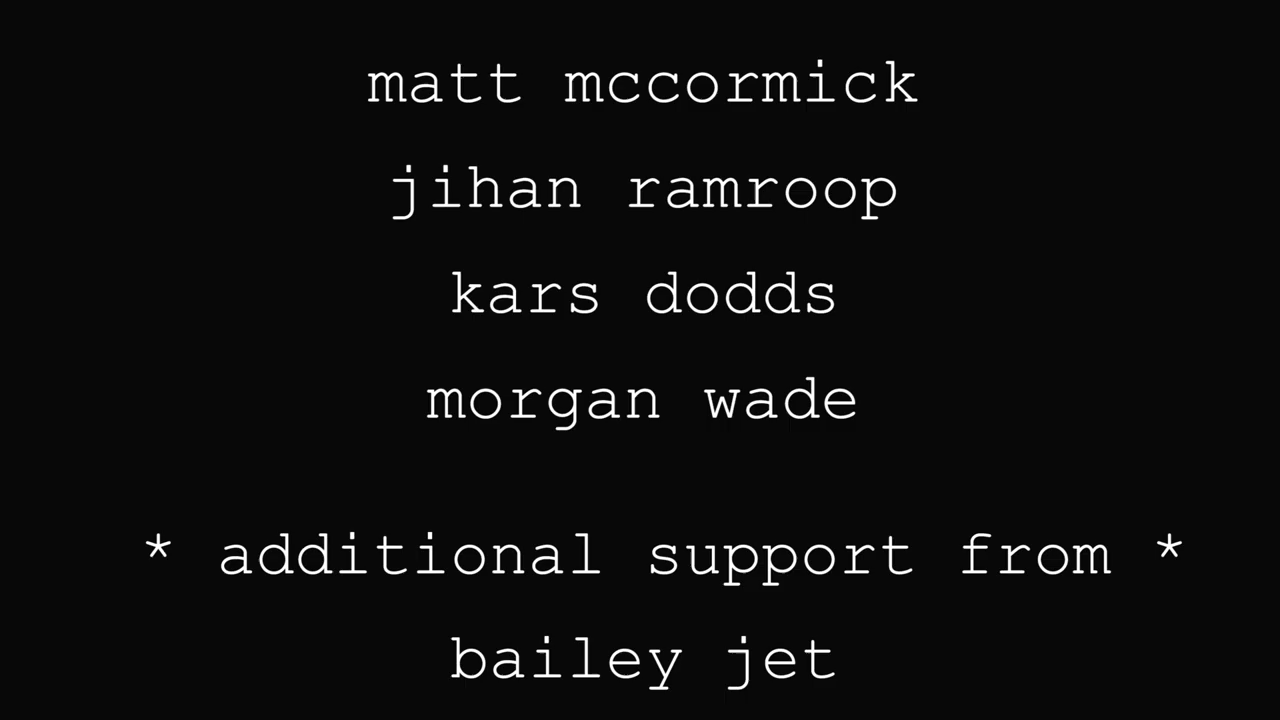 matt mccormick
jihan ramroop
kars dodds
morgan wade
* additional support from *
bailey jet